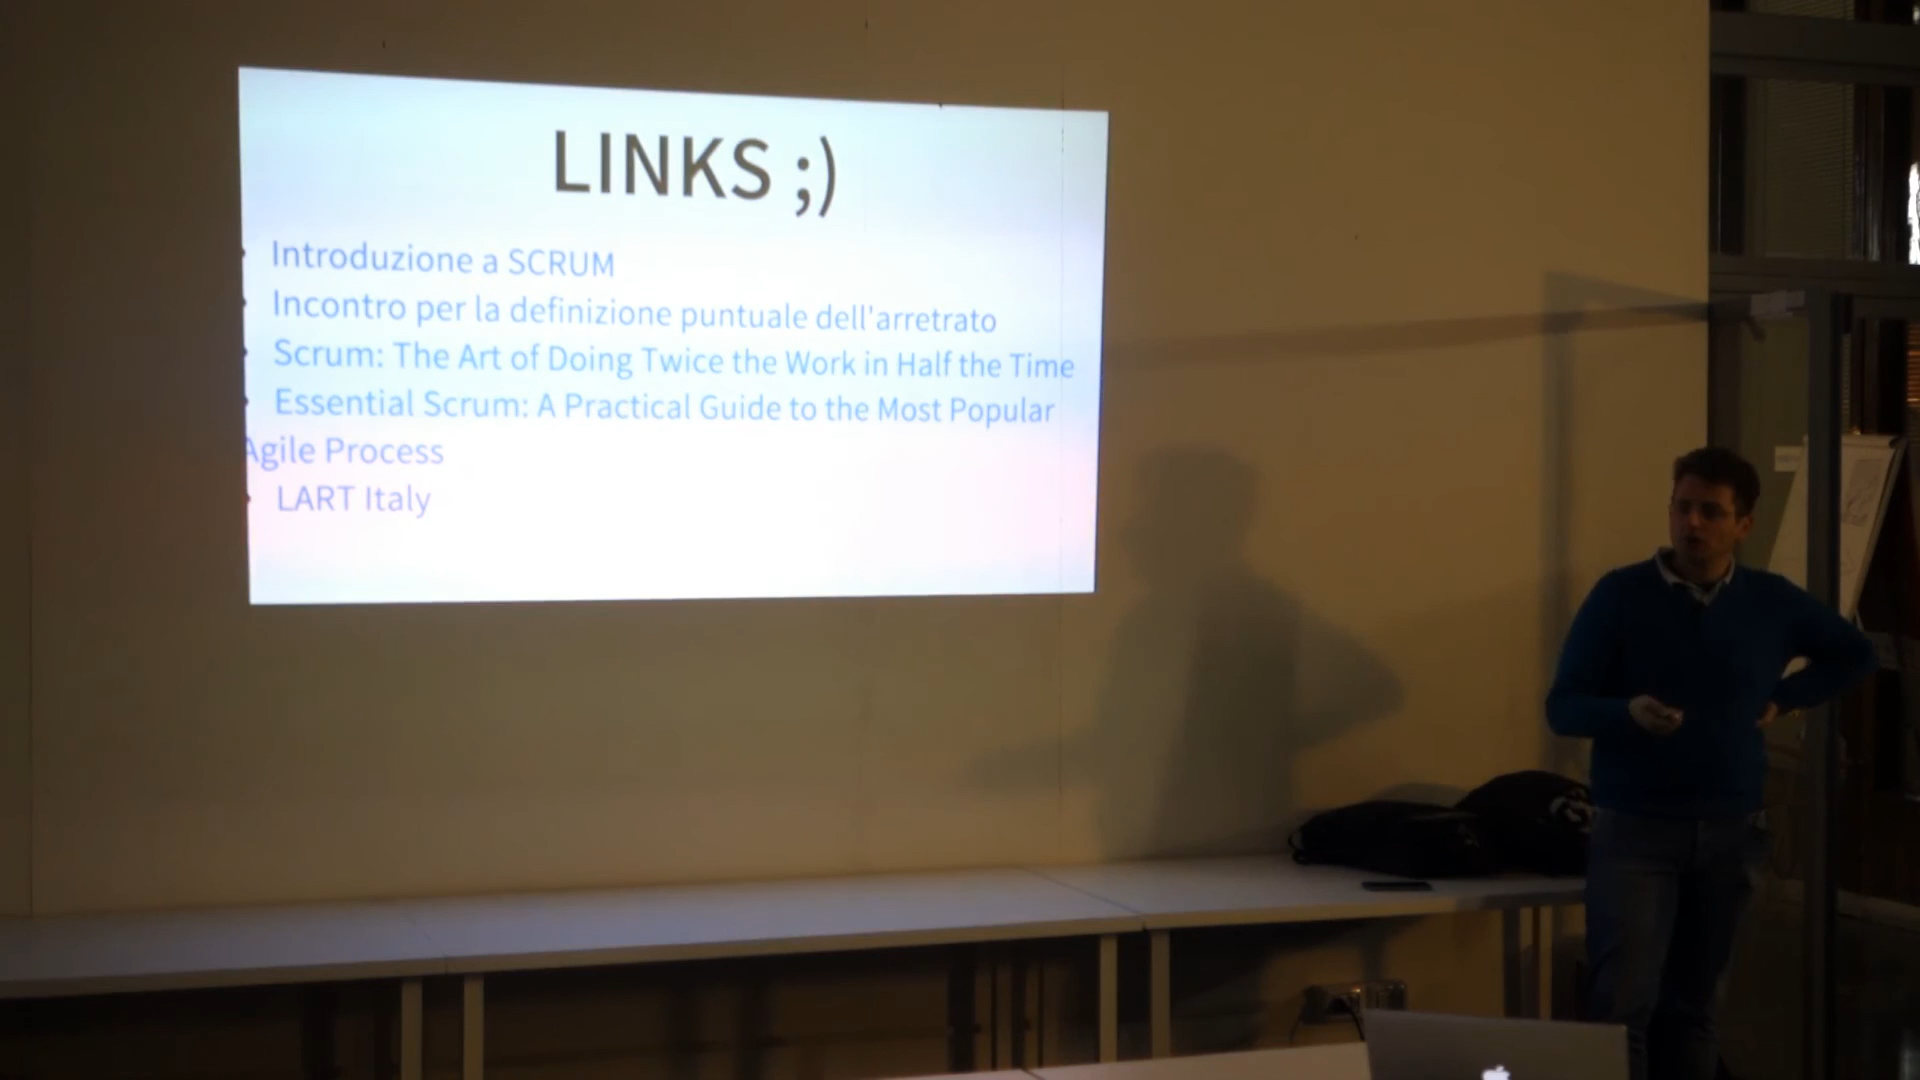 LINKS ;)
Introduzione a SCRUM
Incontro per la definizione puntuale dell'arretrato
Scrum: The Art of Doing Twice the Work in Half the Time
Essential Scrum: A Practical Guide to the Most Popular
Agile Process
LART Italy